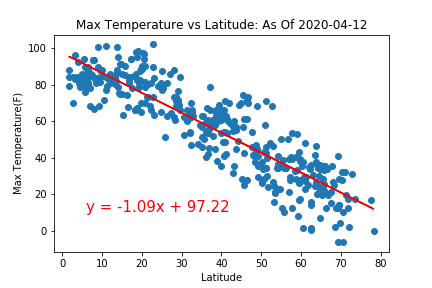 Max Temperature vs Latitude: As Of 2020-04-12
Max Temperature(F)
100
80
60
40
20
0
y = -1.09x + 97.22
0 10 20 30 40 50 60 70 80
Latitude